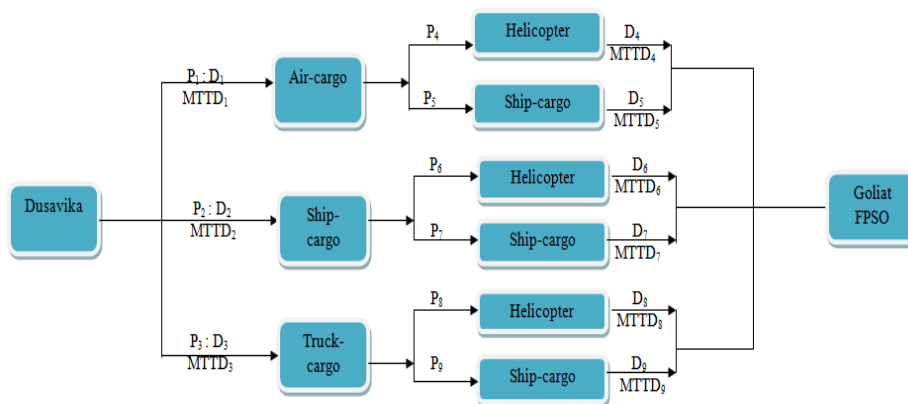 Dusavika
P₁ : D₁
MTTD₁
Air-cargo
P₄
Helicopter
D₄
MTTD₄
P₅
Ship-cargo
D₅
MTTD₅
P₂ : D₂
MTTD₂
Ship-
cargo
P₆
Helicopter
D₆
MTTD₆
P₇
Ship-cargo
D₇
MTTD₇
P₃ : D₃
MTTD₃
Truck-
cargo
P₈
Helicopter
D₈
MTTD₈
P₉
Ship-cargo
D₉
MTTD₉
Goliat
FPSO